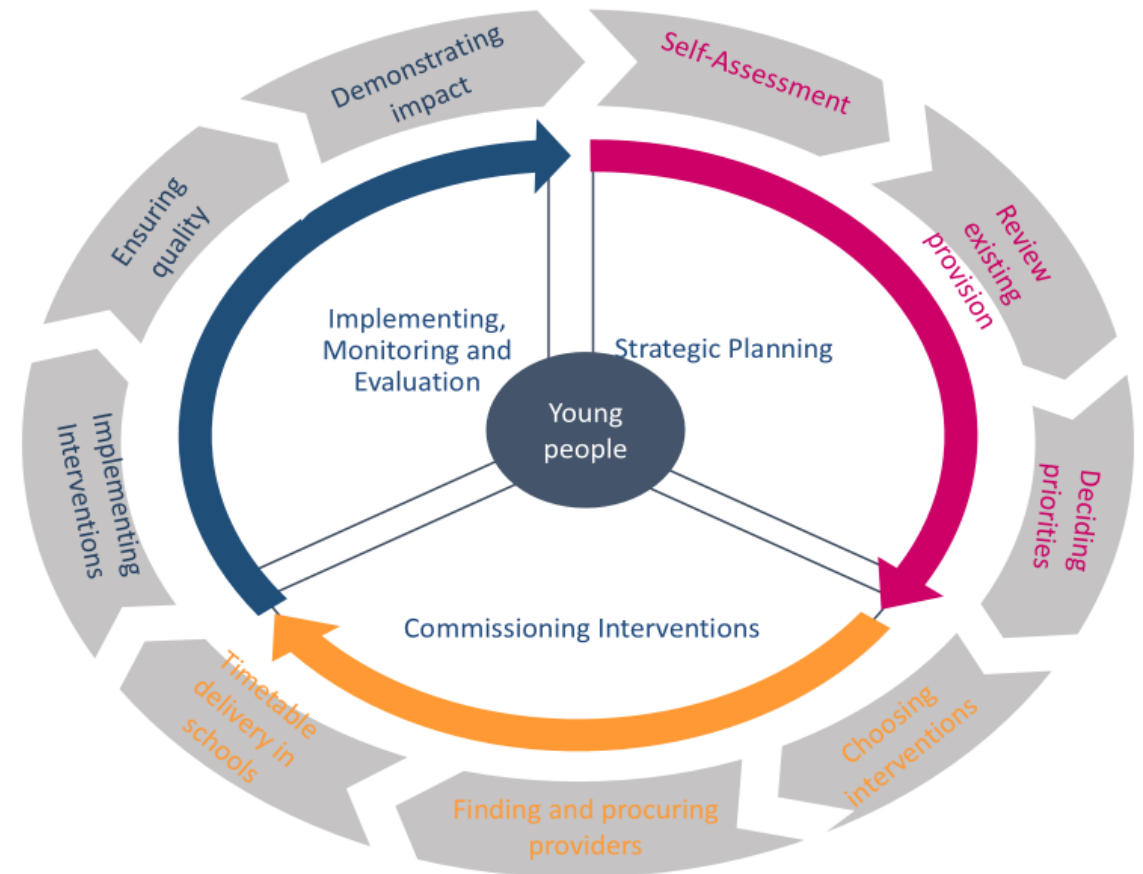 Self-Assessment
Review
existing
provision
Deciding
priorities
Choosing
interventions
Finding and procuring
providers
Timetable
delivery in
schools
Implementing
Interventions
Ensuring
quality
Demonstrating
impact
Strategic Planning
Commissioning Interventions
Implementing,
Monitoring and
Evaluation
Young
people